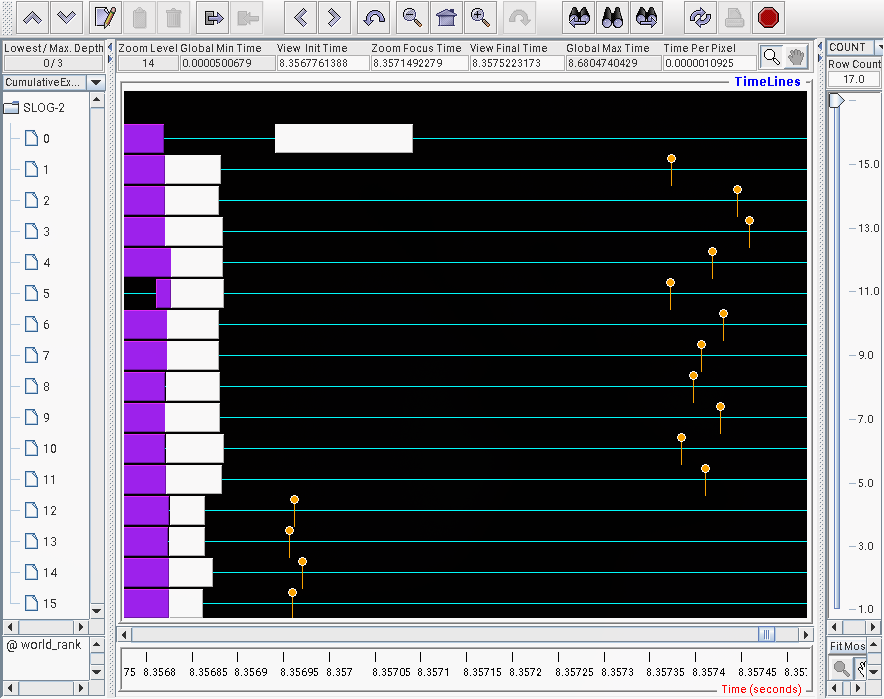 Lowest / Max. Depth Zoom Level Global Min Time View Init Time Zoom Focus Time View Final Time Global Max Time Time Per Pixel COUNT
0 / 3 14 0.0000500679 8.3567761388 8.3571492279 8.3575223173 8.6804740429 0.0000010925 Row Count
CumulativeEx... TimeLines 17.0
SLOG-2
0
1 15.0
2
3 13.0
4
5 11.0
6
7 9.0
8
9 7.0
10
11 5.0
12
13 3.0
14
15 1.0
@ world_rank Fit Mos
75 8.3568 8.35685 8.3569 8.35695 8.357 8.35705 8.3571 8.35715 8.3572 8.35725 8.3573 8.35735 8.3574 8.35745 8.35
Time (seconds)